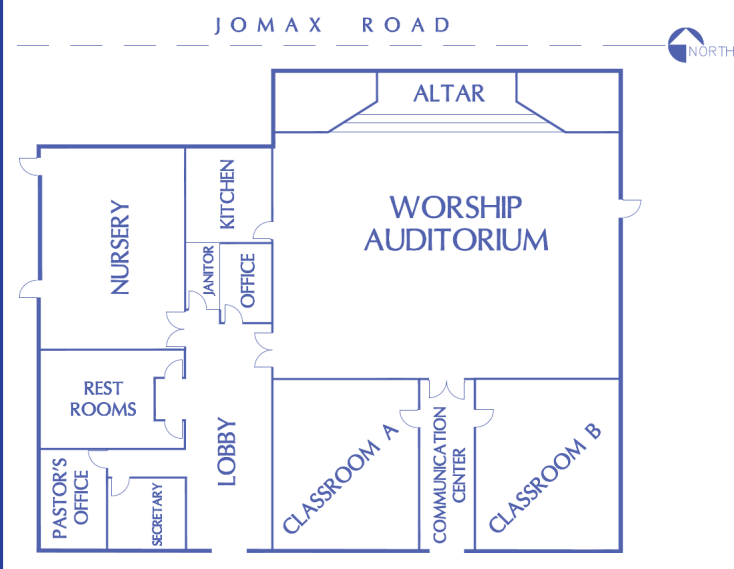 JOMAX ROAD
NORTH
ALTAR
WORSHIP
AUDITORIUM
KITCHEN
NURSERY
JANITOR
OFFICE
REST
ROOMS
LOBBY
CLASSROOM A
COMMUNICATION
CENTER
CLASSROOM B
PASTOR'S
OFFICE
SECRETARY